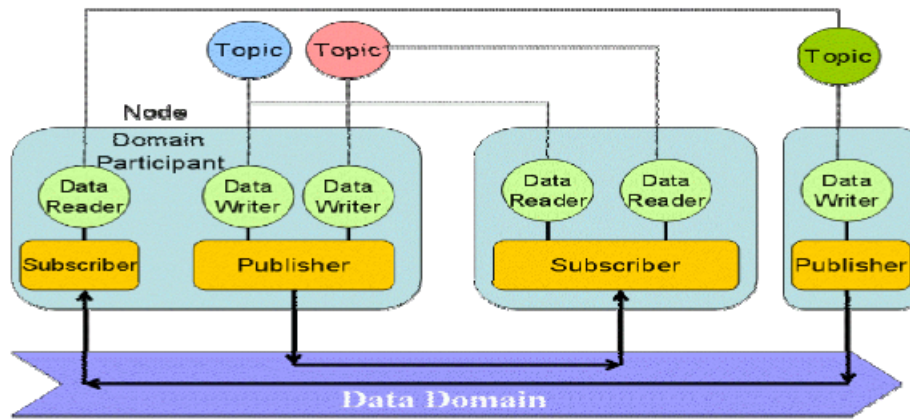 Topic
Topic
Topic
Node
Domain
Participant
Data
Reader
Data
Writer
Data
Writer
Data
Reader
Data
Reader
Data
Writer
Subscriber
Publisher
Subscriber
Publisher
Data Domain